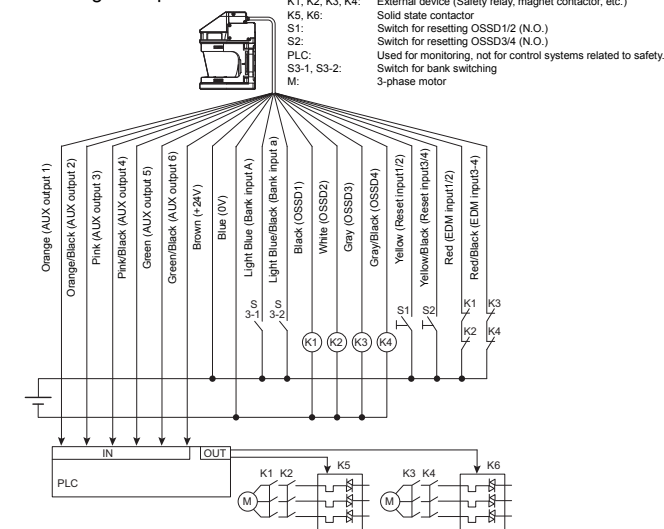 K1, K2, K3, K4: External device (Safety relay, magnet contactor, etc.)
K5, K6: Solid state contactor
S1: Switch for resetting OSSD1/2 (N.O.)
S2: Switch for resetting OSSD3/4 (N.O.)
PLC: Used for monitoring, not for control systems related to safety.
S3-1, S3-2: Switch for bank switching
M: 3-phase motor
Orange (AUX output 1)
Orange/Black (AUX output 2)
Pink (AUX output 3)
Pink/Black (AUX output 4)
Green (AUX output 5)
Green/Black (AUX output 6)
Brown (+24V)
Blue (0V)
Light Blue (Bank input A)
Light Blue/Black (Bank input a)
Black (OSSD1)
White (OSSD2)
Gray (OSSD3)
Gray/Black (OSSD4)
Yellow (Reset input1/2)
Yellow/Black (Reset input3/4)
Red (EDM input1/2)
Red/Black (EDM input3-4)
S
3-1
S
3-2
S1
S2
K1
K3
K2
K4
K1
K2
K3
K4
IN
OUT
PLC
K1 K2
K5
K3 K4
K6
M
M